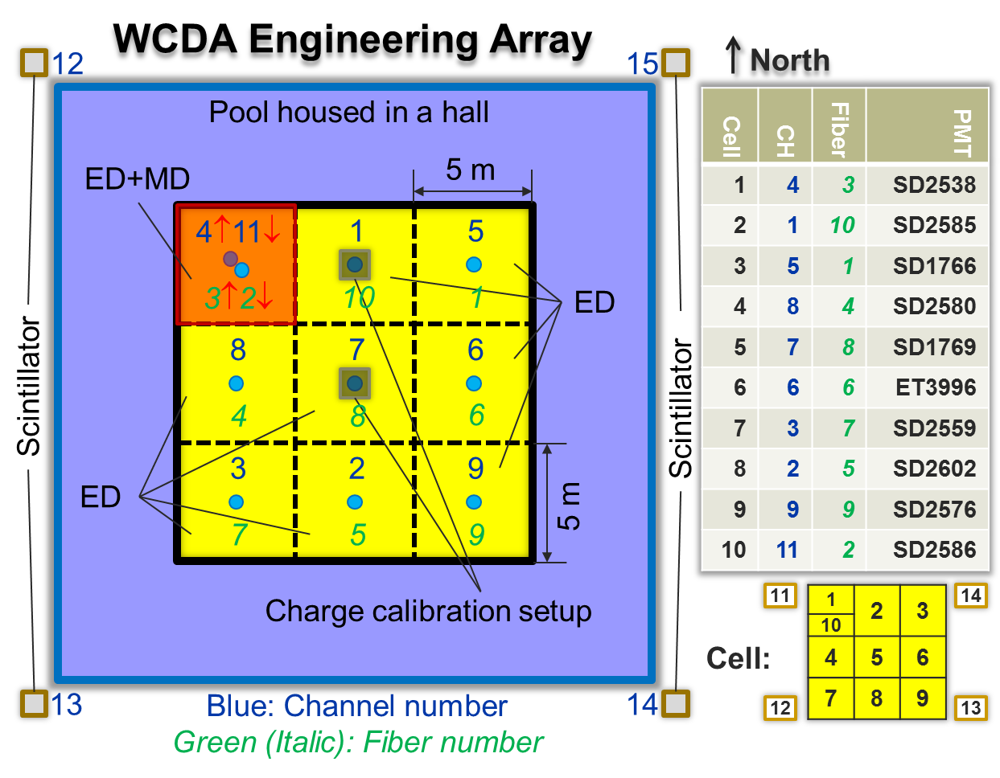 WCDA Engineering Array
12
15
↑ North
Pool housed in a hall
ED+MD
5 m
4↑11↓
1
5
3↑2↓
10
1
ED
8
7
6
4
8
6
3
2
9
ED
7
5
9
5 m
Charge calibration setup
Scintillator
Scintillator
13
14
Blue: Channel number
Green (Italic): Fiber number
Cell CH Fiber PMT
1 4 3 SD2538
2 1 10 SD2585
3 5 1 SD1766
4 8 4 SD2580
5 7 8 SD1769
6 6 6 ET3996
7 3 7 SD2559
8 2 5 SD2602
9 9 9 SD2576
10 11 2 SD2586
11
1
10
2
3
14
Cell:
4
5
6
12
7
8
9
13